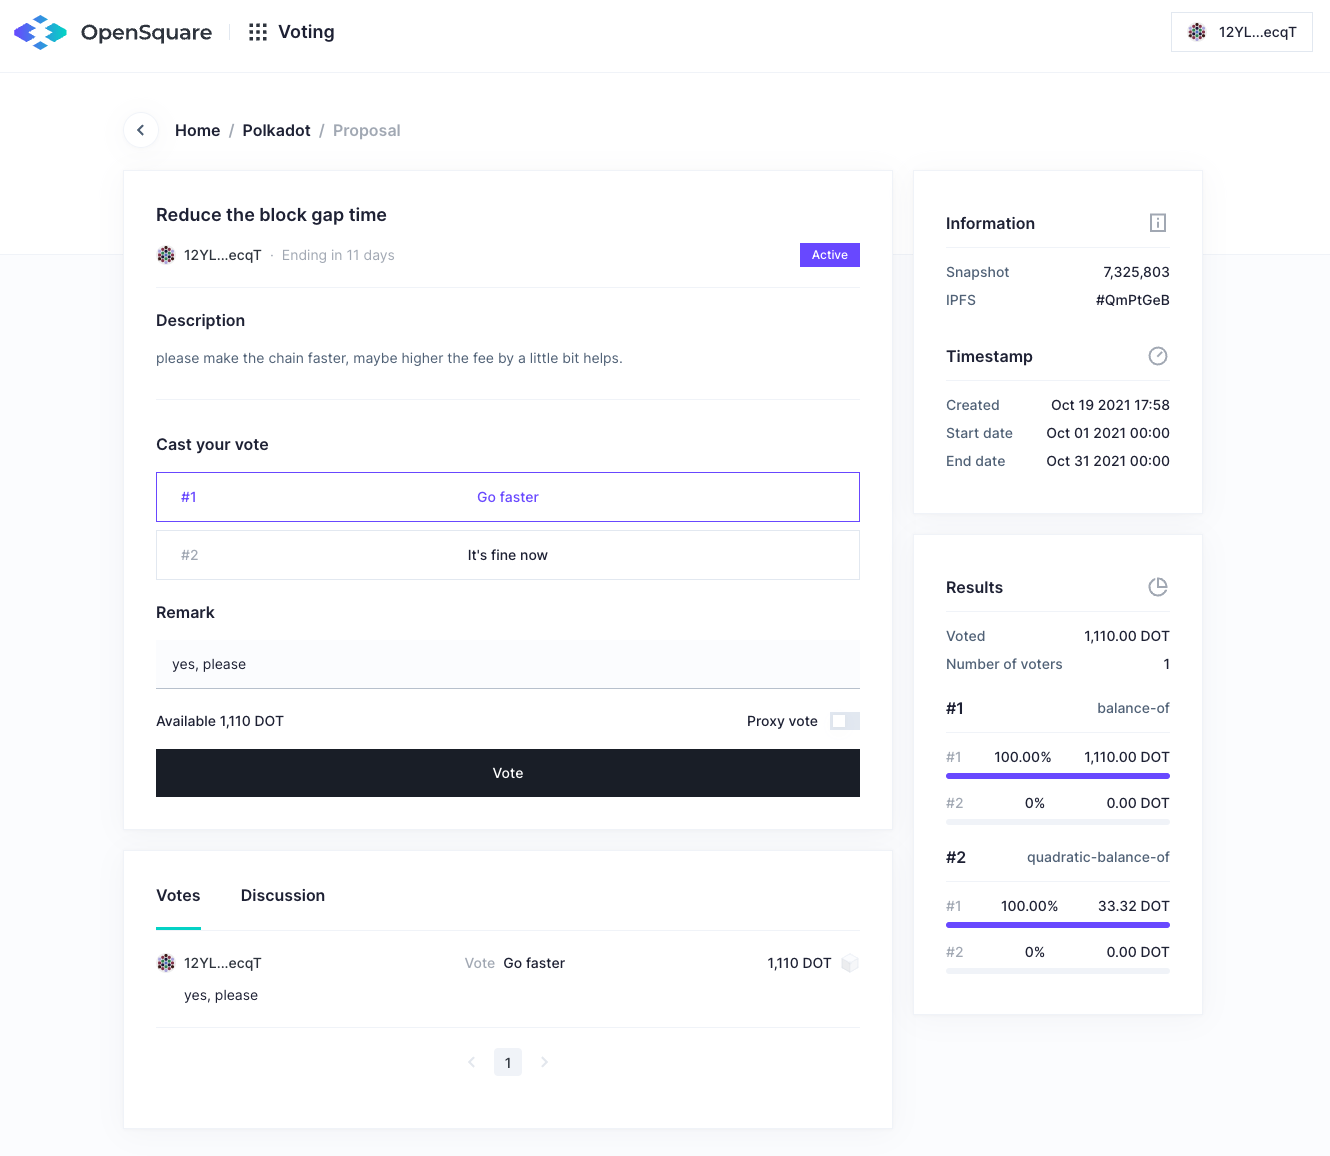 OpenSquare Voting 12YL...ecqT
Home / Polkadot / Proposal
Reduce the block gap time
12YL...ecqT · Ending in 11 days Active
Description
please make the chain faster, maybe higher the fee by a little bit helps.
Cast your vote
#1 Go faster
#2 It's fine now
Remark
yes, please
Available 1,110 DOT Proxy vote
Vote
Votes Discussion
12YL...ecqT Vote Go faster 1,110 DOT
yes, please
1
Information
Snapshot 7,325,803
IPFS #QmPtGeB
Timestamp
Created Oct 19 2021 17:58
Start date Oct 01 2021 00:00
End date Oct 31 2021 00:00
Results
Voted 1,110.00 DOT
Number of voters 1
#1 balance-of
#1 100.00% 1,110.00 DOT
#2 0% 0.00 DOT
#2 quadratic-balance-of
#1 100.00% 33.32 DOT
#2 0% 0.00 DOT